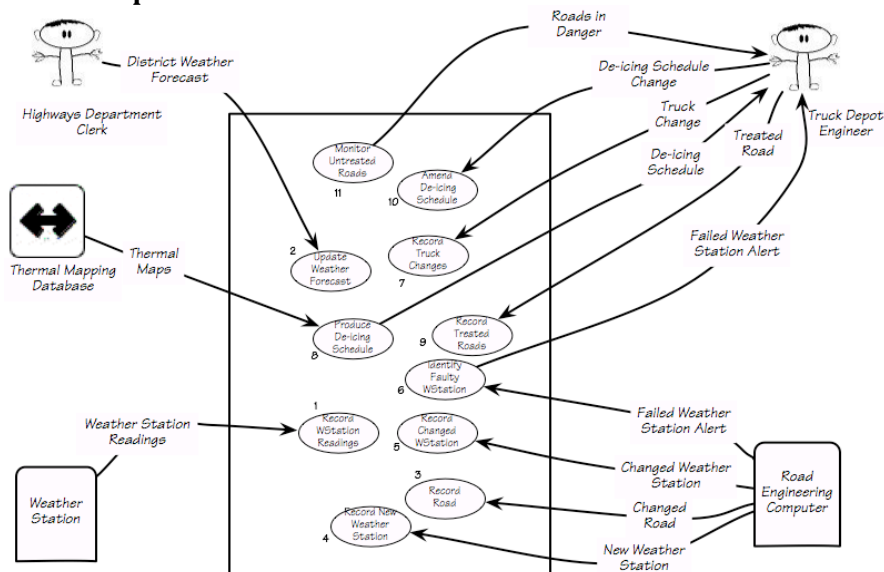 Roads in
Danger
District Weather
Forecast
De-icing Schedule
Change
Highways Department
Clerk
Truck
Change
Truck Depot
Engineer
Treated
Road
De-icing
Schedule
Monitor
Untreated
Roads
11
Amend
De-icing
Schedule
10
Failed Weather
Station Alert
Thermal
Maps
Thermal Mapping
Database
2
Update
Weather
Forecast
Record
Truck
Changes
7
Produce
De-icing
Schedule
8
Record
Treated
Roads
9
Identify
Faulty
WStation
6
Weather Station
Readings
1
Record
WStation
Readings
Record
Changed
WStation
5
Failed Weather
Station Alert
Changed Weather
Station
Weather
Station
3
Record
Road
Changed
Road
Road
Engineering
Computer
Record New
Weather
Station
4
New Weather
Station